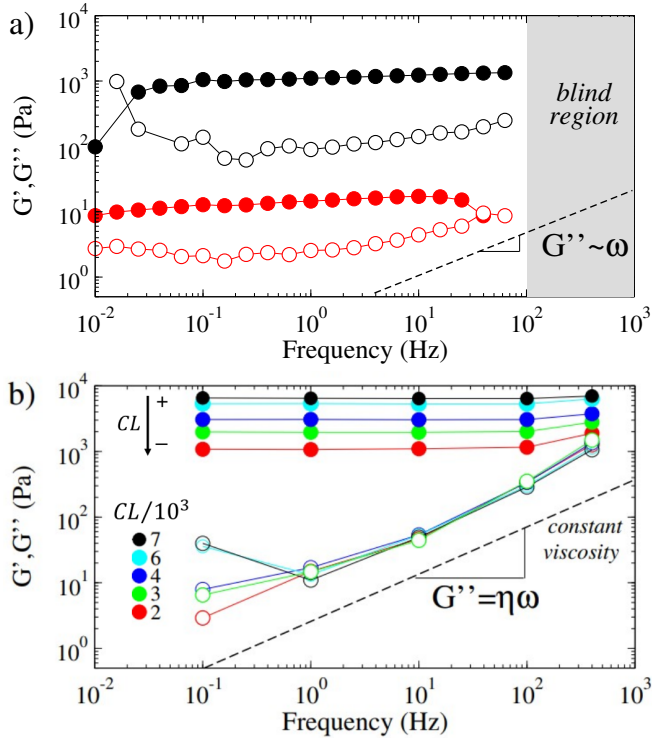 a)
G',G'' (Pa)
10^4
10^3
10^2
10^1
10^0
blind
region
G''~ω
10^-2
10^-1
10^0
10^1
10^2
10^3
Frequency (Hz)
b)
G',G'' (Pa)
10^4
10^3
10^2
10^1
10^0
+
CL
−
CL/10^3
7
6
4
3
2
constant
viscosity
G''=ηω
10^-2
10^-1
10^0
10^1
10^2
10^3
Frequency (Hz)